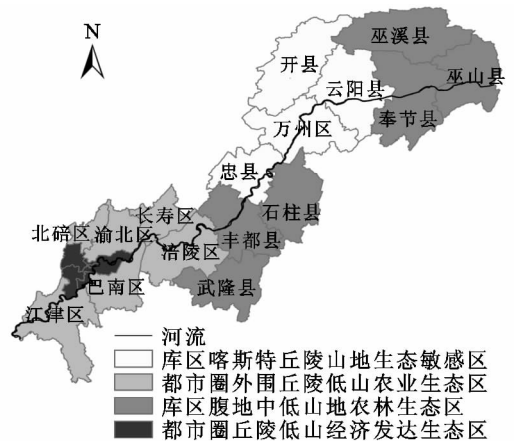 N
巫溪县
开县
巫山县
云阳县
奉节县
万州区
忠县
石柱县
长寿区
北碚区
渝北区
丰都县
涪陵区
巴南区
武隆县
江津区
河流
库区喀斯特丘陵山地生态敏感区
都市圈外围丘陵低山农业生态区
库区腹地中低山地农林生态区
都市圈丘陵低山经济发达生态区